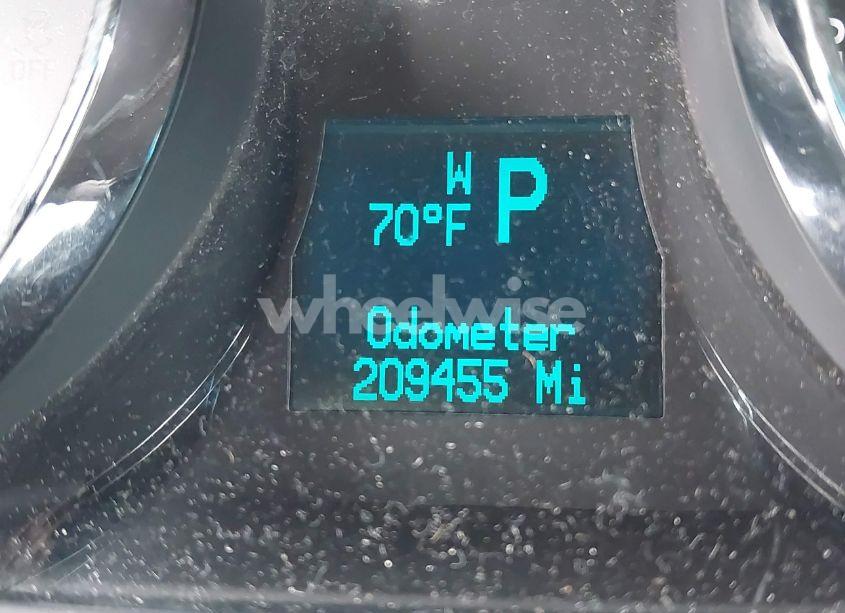 OFF
W
70°F P
wheelwise
Odometer
209455 Mi